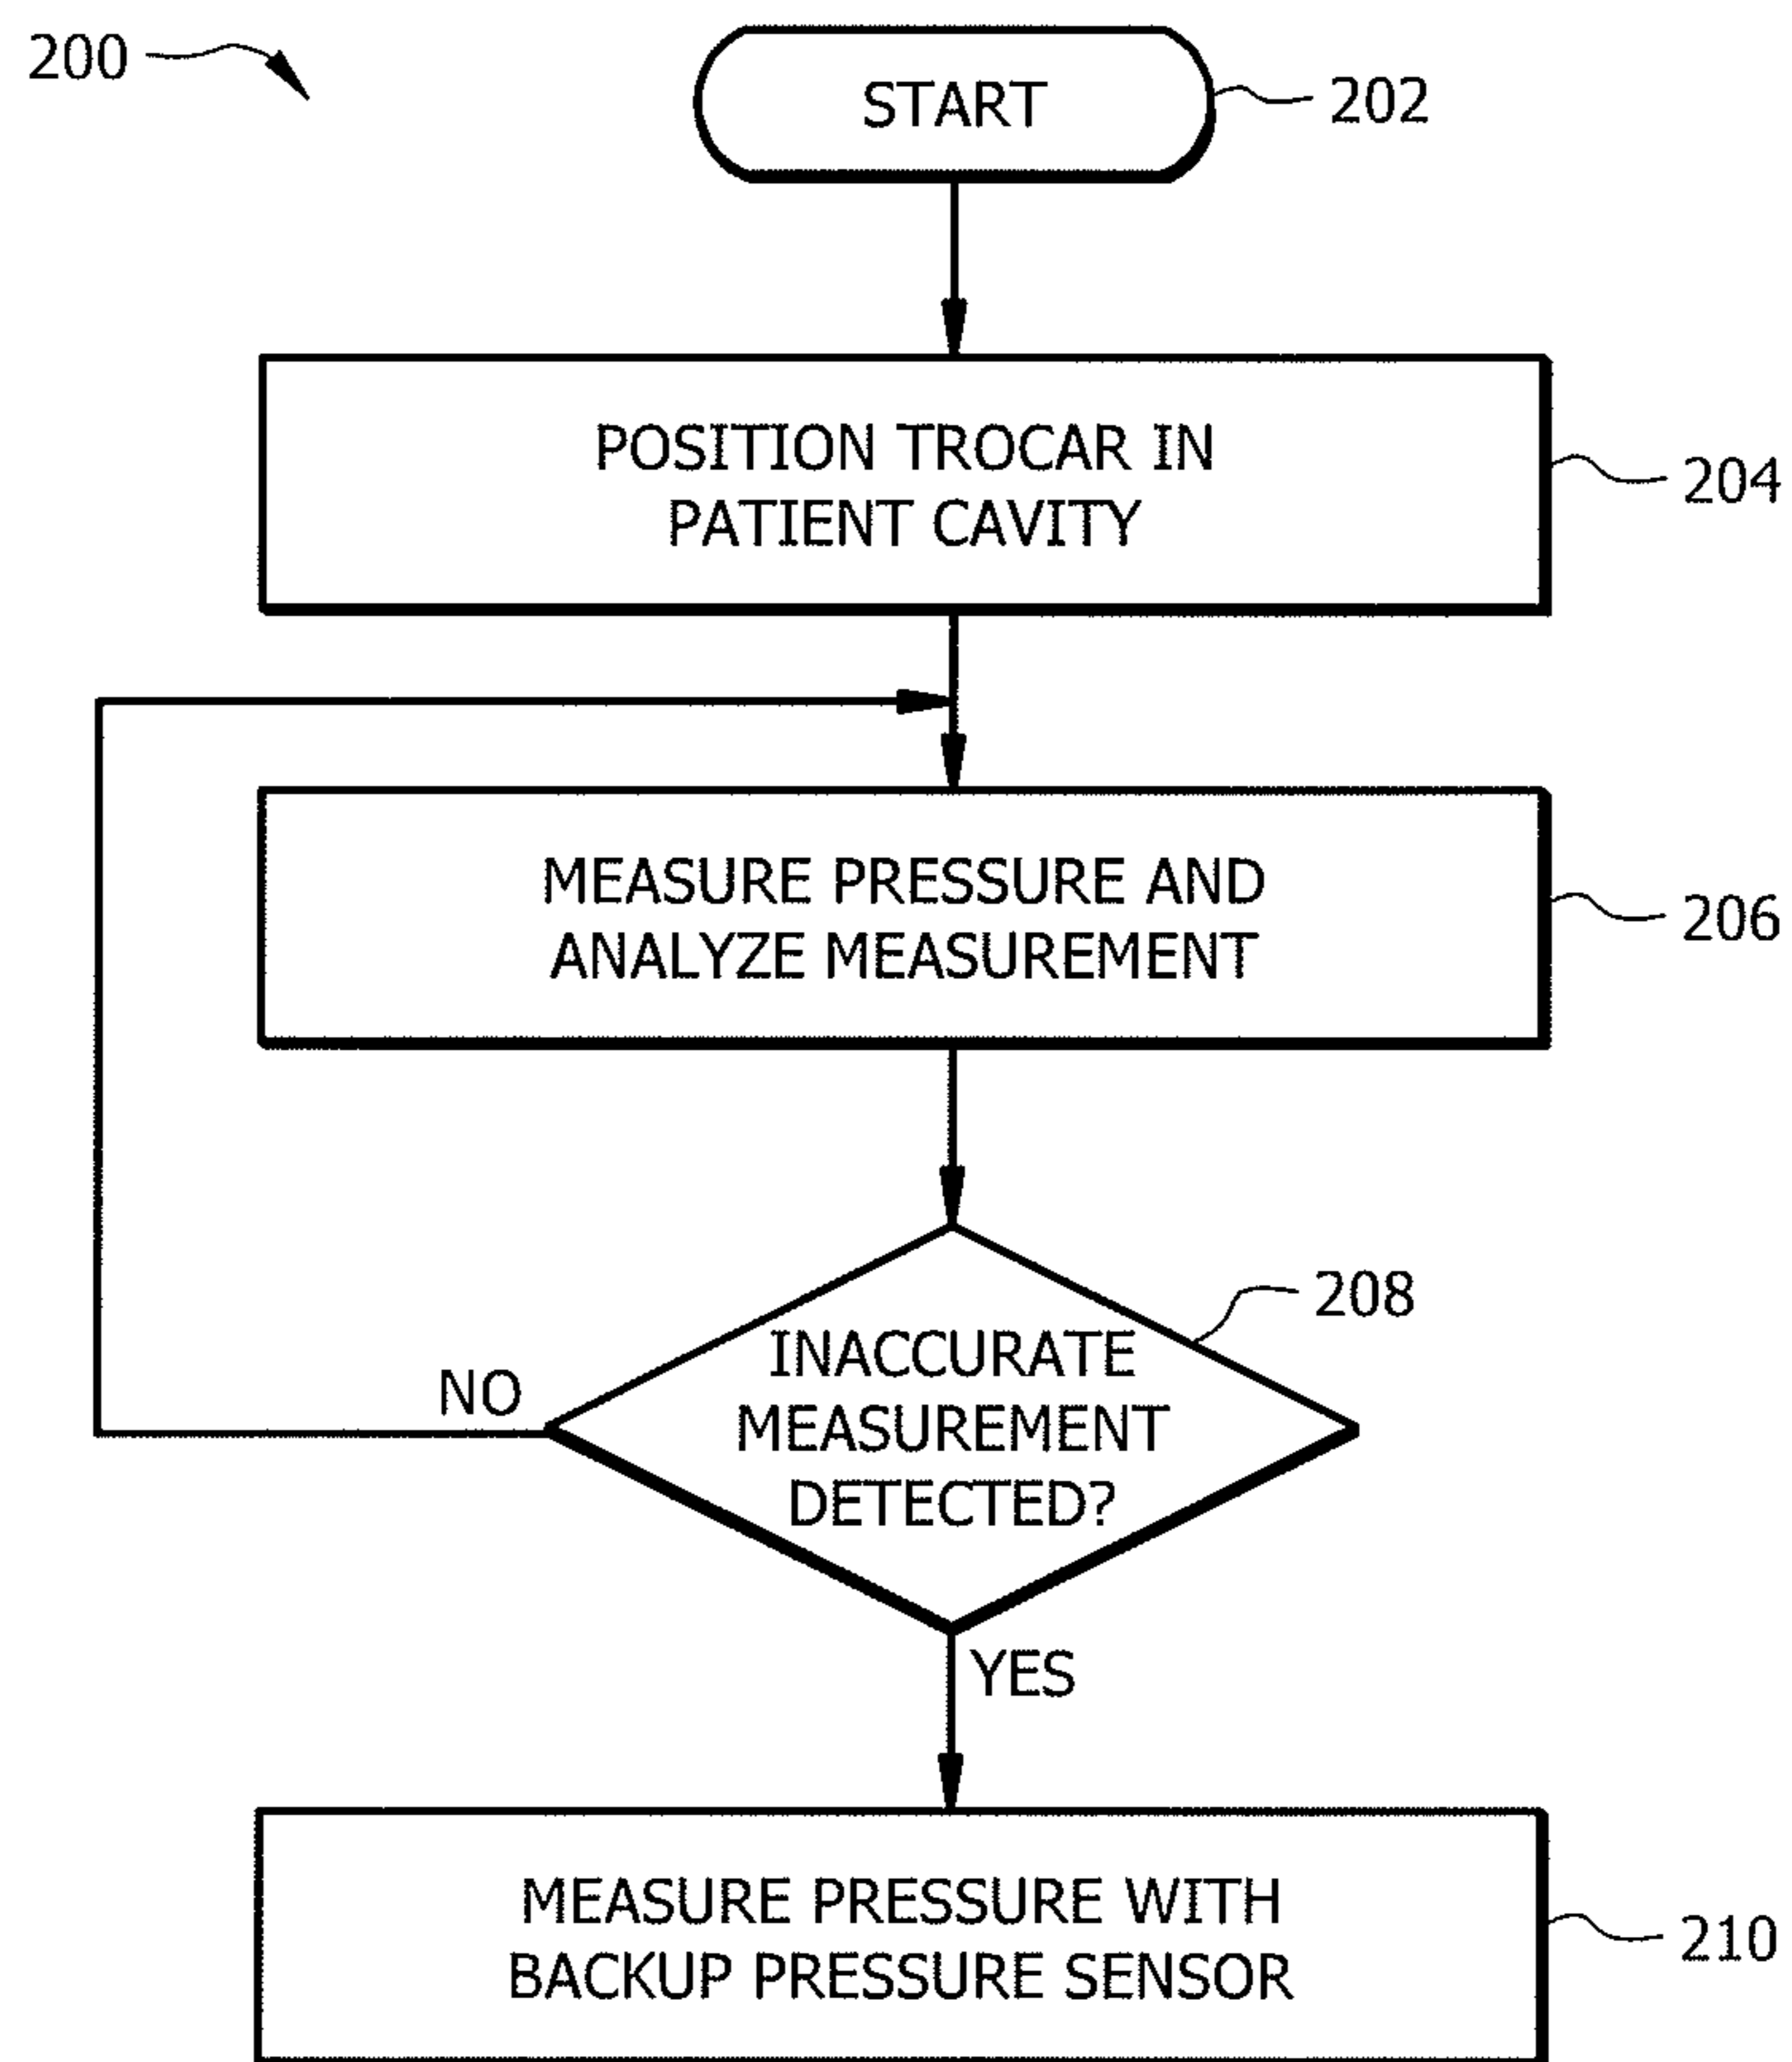 200
START
202
POSITION TROCAR IN
PATIENT CAVITY
204
MEASURE PRESSURE AND
ANALYZE MEASUREMENT
206
208
INACCURATE
MEASUREMENT
DETECTED?
NO
YES
MEASURE PRESSURE WITH
BACKUP PRESSURE SENSOR
210